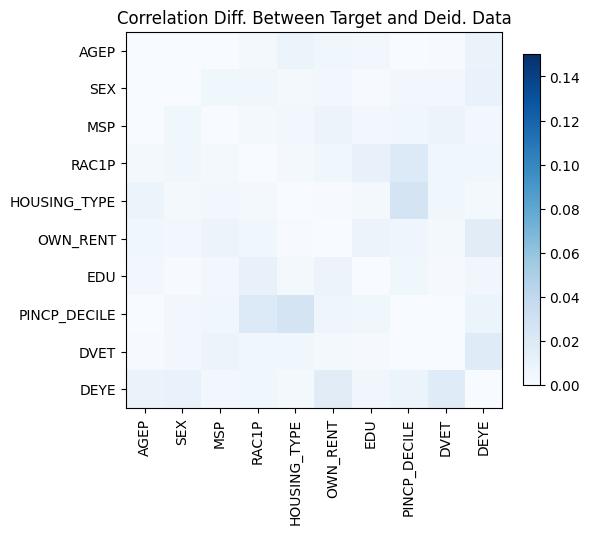 Correlation Diff. Between Target and Deid. Data
AGEP
SEX
MSP
RAC1P
HOUSING_TYPE
OWN_RENT
EDU
PINCP_DECILE
DVET
DEYE
AGEP
SEX
MSP
RAC1P
HOUSING_TYPE
OWN_RENT
EDU
PINCP_DECILE
DVET
DEYE
0.14
0.12
0.10
0.08
0.06
0.04
0.02
0.00